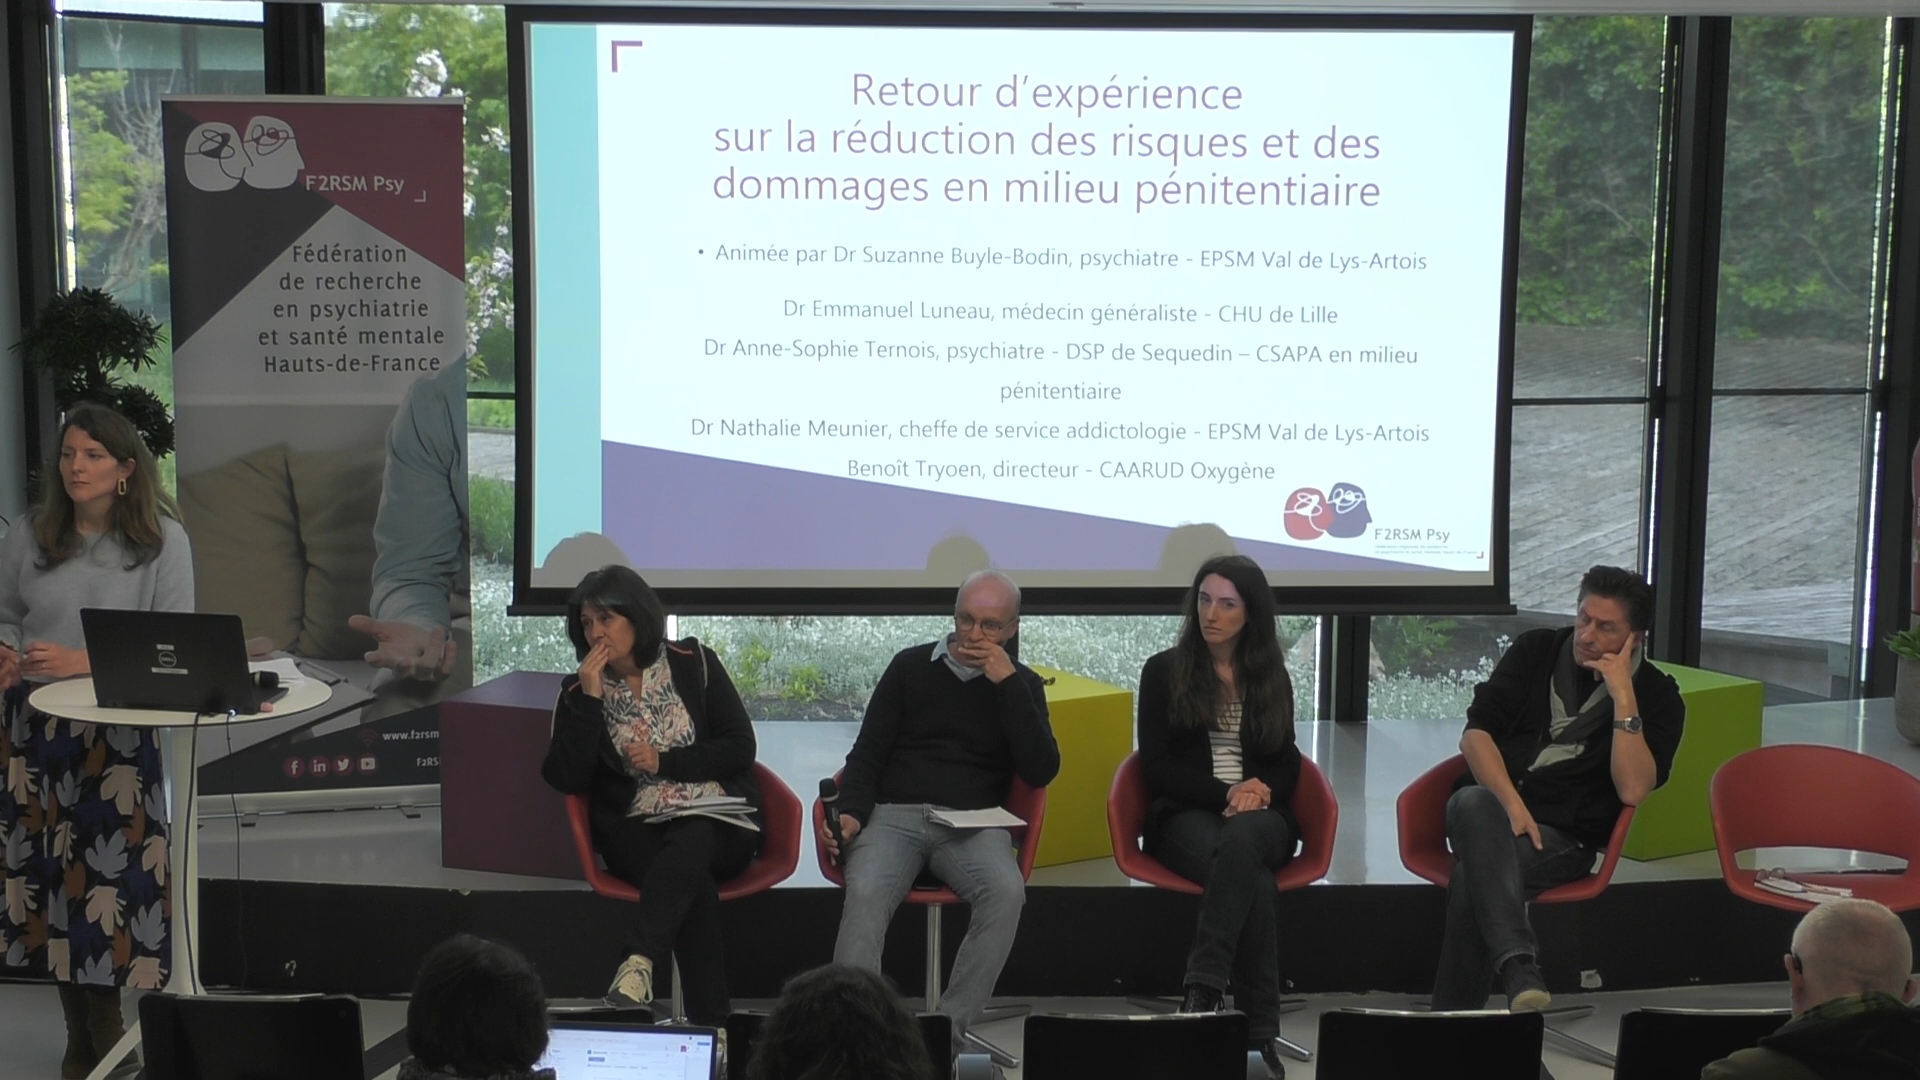 Retour d'expérience
sur la réduction des risques et des
dommages en milieu pénitentiaire
• Animée par Dr Suzanne Buyle-Bodin, psychiatre - EPSM Val de Lys-Artois
Dr Emmanuel Luneau, médecin généraliste - CHU de Lille
Dr Anne-Sophie Ternois, psychiatre - DSP de Sequedin – CSAPA en milieu
pénitentiaire
Dr Nathalie Meunier, cheffe de service addictologie - EPSM Val de Lys-Artois
Benoît Tryoen, directeur - CAARUD Oxygène
F2RSM Psy
F2RSM Psy
Fédération
de recherche
en psychiatrie
et santé mentale
Hauts-de-France
www.f2rsm
F2RS
DELL